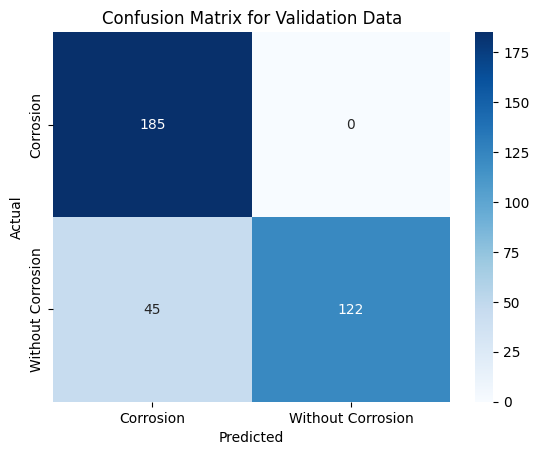 Confusion Matrix for Validation Data
Actual
Corrosion
Without Corrosion
185
0
45
122
Corrosion
Without Corrosion
Predicted
175
150
125
100
75
50
25
0